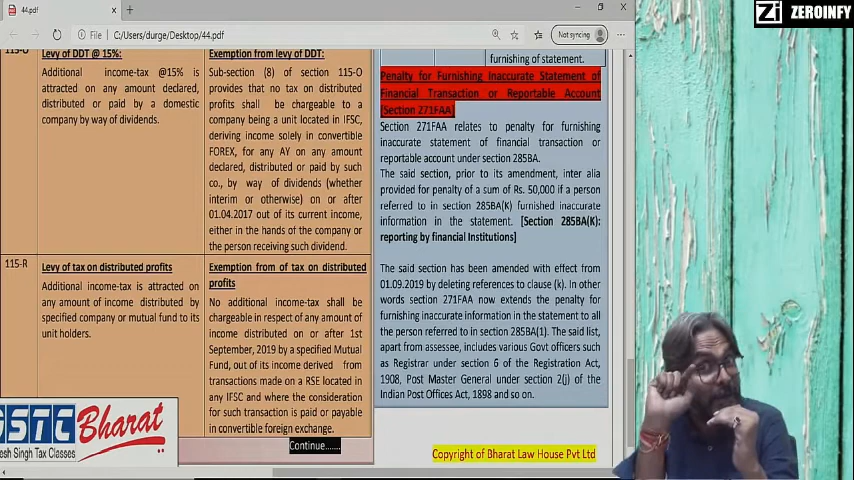 44.pdf
C:/Users/durge/Desktop/44.pdf
File
C:/Users/durge/Desktop/44.pdf
Not syncing
ZEROINFY
115-O
Levy of DDT @ 15%:
Additional income-tax @15% is
attracted on any amount declared,
distributed or paid by a domestic
company by way of dividends.
Exemption from levy of DDT:
Sub-section (8) of section 115-O
provides that no tax on distributed
profits shall be chargeable to a
company being a unit located in IFSC,
deriving income solely in convertible
FOREX, for any AY on any amount
declared, distributed or paid by such
co., by way of dividends (whether
interim or otherwise) on or after
01.04.2017 out of its current income,
either in the hands of the company or
the person receiving such dividend.
115-R
Levy of tax on distributed profits
Additional income-tax is attracted on
any amount of income distributed by
specified company or mutual fund to its
unit holders.
Exemption from of tax on distributed
profits
No additional income-tax shall be
chargeable in respect of any amount of
income distributed on or after 1st
September, 2019 by a specified Mutual
Fund, out of its income derived from
transactions made on a RSE located in
any IFSC and where the consideration
for such transaction is paid or payable
in convertible foreign exchange.
Continue.......
furnishing of statement.
Penalty for Furnishing Inaccurate Statement of
Financial Transaction or Reportable Account
[Section 271FAA]
Section 271FAA relates to penalty for furnishing
inaccurate statement of financial transaction or
reportable account under section 285BA.
The said section, prior to its amendment, inter alia
provided for penalty of a sum of Rs. 50,000 if a person
referred to in section 285BA(K) furnished inaccurate
information in the statement. [Section 285BA(K):
reporting by financial Institutions]
The said section has been amended with effect from
01.09.2019 by deleting references to clause (k). In other
words section 271FAA now extends the penalty for
furnishing inaccurate information in the statement to all
the person referred to in section 285BA(1). The said list,
apart from assessee, includes various Govt officers such
as Registrar under section 6 of the Registration Act,
1908, Post Master General under section 2(j) of the
Indian Post Offices Act, 1898 and so on.
Copyright of Bharat Law House Pvt Ltd
Bharat
esh Singh Tax Classes